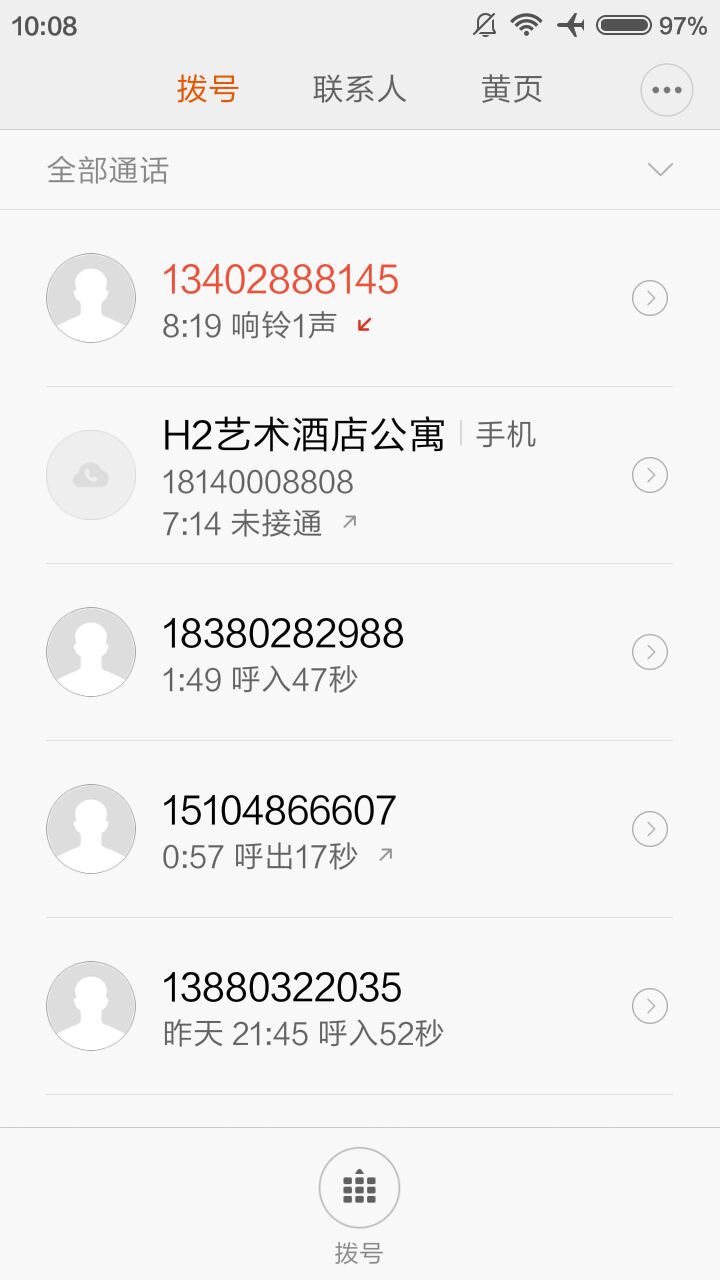 10:08 97%
拨号 联系人 黄页
全部通话
13402888145
8:19 响铃1声
H2艺术酒店公寓 手机
18140008808
7:14 未接通
18380282988
1:49 呼入47秒
15104866607
0:57 呼出17秒
13880322035
昨天 21:45 呼入52秒
拨号